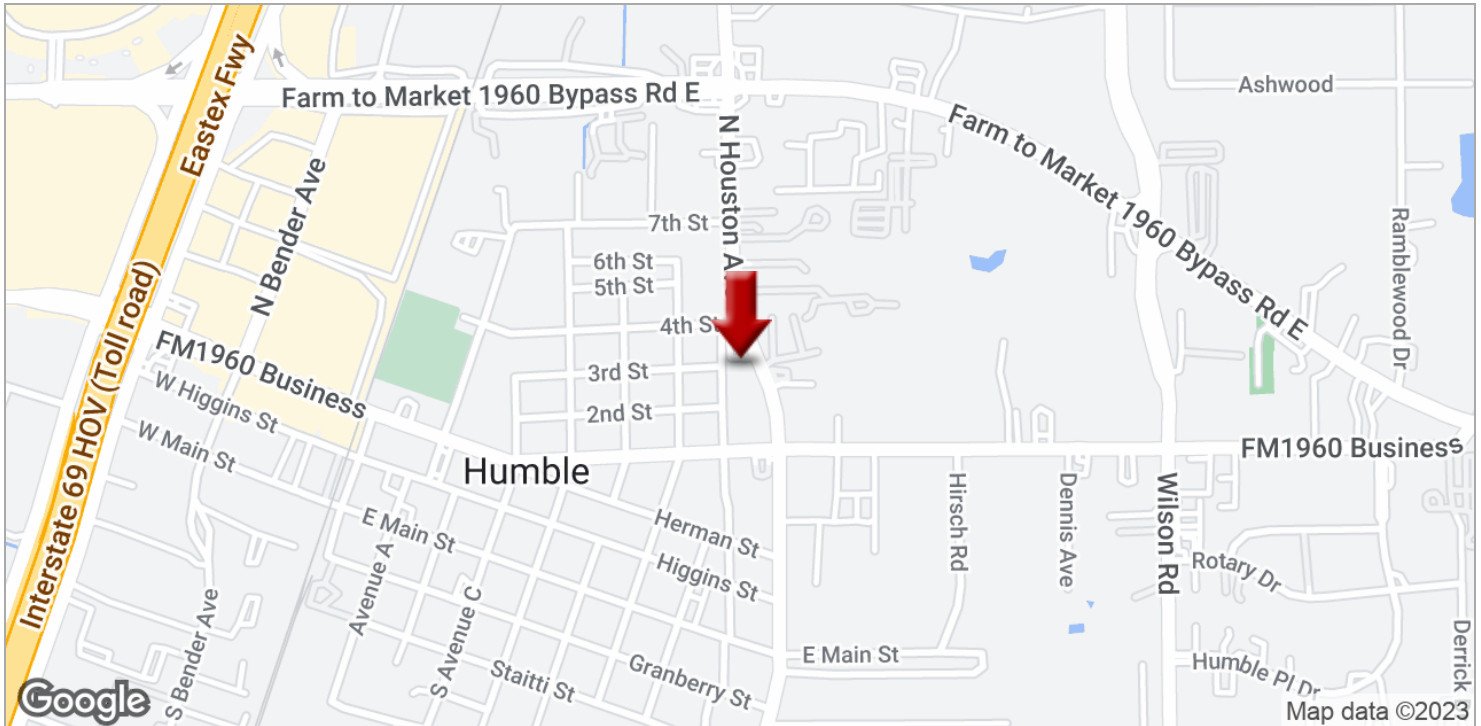 Eastex Fwy
Farm to Market 1960 Bypass Rd E
Ashwood
N Houston A
Farm to Market 1960 Bypass Rd E
N Bender Ave
Ramblewood Dr
7th St
6th St
5th St
4th St
3rd St
2nd St
Interstate 69 HOV (Toll road)
FM1960 Business
W Higgins St
W Main St
Humble
FM1960 Business
Herman St
Higgins St
E Main St
Avenue A
S Avenue C
Hirsch Rd
Dennis Ave
Wilson Rd
Rotary Dr
S Bender Ave
Staitti St
Granberry St
E Main St
Humble Pl Dr
Derrick
Google
Map data ©2023